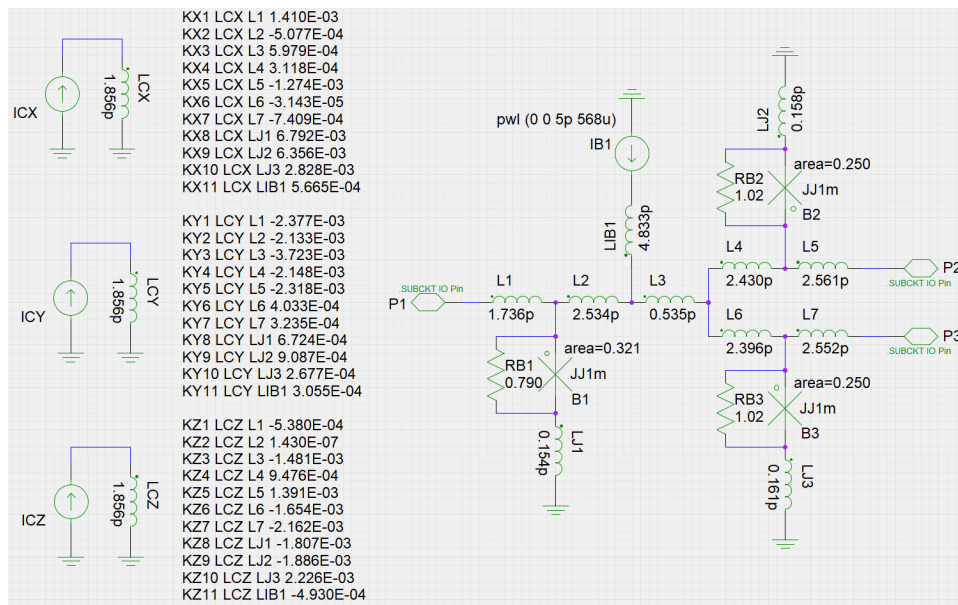 KX1 LCX L1 1.410E-03
KX2 LCX L2 -5.077E-04
KX3 LCX L3 5.979E-04
KX4 LCX L4 3.118E-04
KX5 LCX L5 -1.274E-03
KX6 LCX L6 -3.143E-05
KX7 LCX L7 -7.409E-04
KX8 LCX LJ1 6.792E-03
KX9 LCX LJ2 6.356E-03
KX10 LCX LJ3 2.828E-03
KX11 LCX LIB1 5.665E-04
ICX
LCX
1.856p
KY1 LCY L1 -2.377E-03
KY2 LCY L2 -2.133E-03
KY3 LCY L3 -3.723E-03
KY4 LCY L4 -2.148E-03
KY5 LCY L5 -2.318E-03
KY6 LCY L6 4.033E-04
KY7 LCY L7 3.235E-04
KY8 LCY LJ1 6.724E-04
KY9 LCY LJ2 9.087E-04
KY10 LCY LJ3 2.677E-04
KY11 LCY LIB1 3.055E-04
ICY
LCY
1.856p
KZ1 LCZ L1 -5.380E-04
KZ2 LCZ L2 1.430E-07
KZ3 LCZ L3 -1.481E-03
KZ4 LCZ L4 9.476E-04
KZ5 LCZ L5 1.391E-03
KZ6 LCZ L6 -1.654E-03
KZ7 LCZ L7 -2.162E-03
KZ8 LCZ LJ1 -1.807E-03
KZ9 LCZ LJ2 -1.886E-03
KZ10 LCZ LJ3 2.226E-03
KZ11 LCZ LIB1 -4.930E-04
ICZ
LCZ
1.856p
pwl (0 0 5p 568u)
IB1
LIB1
4.833p
LJ2
0.158p
area=0.250
RB2
1.02
JJ1m
B2
SUBCKT IO Pin
P1
L1
1.736p
L2
2.534p
L3
0.535p
L4
2.430p
L5
2.561p
P2
SUBCKT IO Pin
L6
2.396p
L7
2.552p
P3
SUBCKT IO Pin
area=0.321
RB1
0.790
JJ1m
B1
LJ1
0.154p
area=0.250
RB3
1.02
JJ1m
B3
LJ3
0.161p